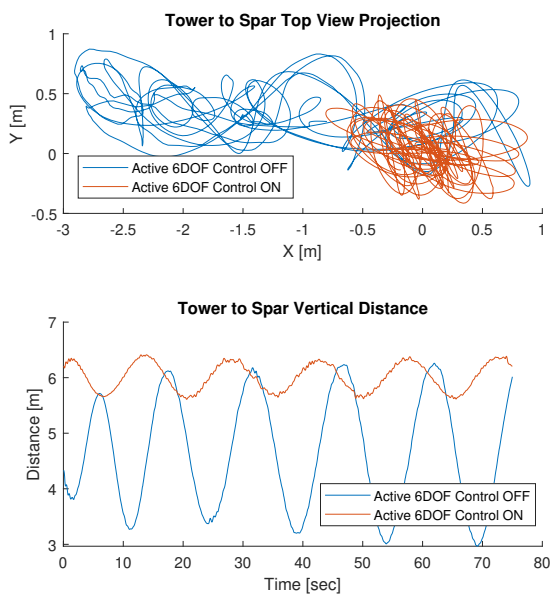 Tower to Spar Top View Projection
1
0.5
0
-0.5
Y [m]
Active 6DOF Control OFF
Active 6DOF Control ON
-3 -2.5 -2 -1.5 -1 -0.5 0 0.5 1
X [m]
Tower to Spar Vertical Distance
7
6
5
4
3
Distance [m]
Active 6DOF Control OFF
Active 6DOF Control ON
0 10 20 30 40 50 60 70 80
Time [sec]